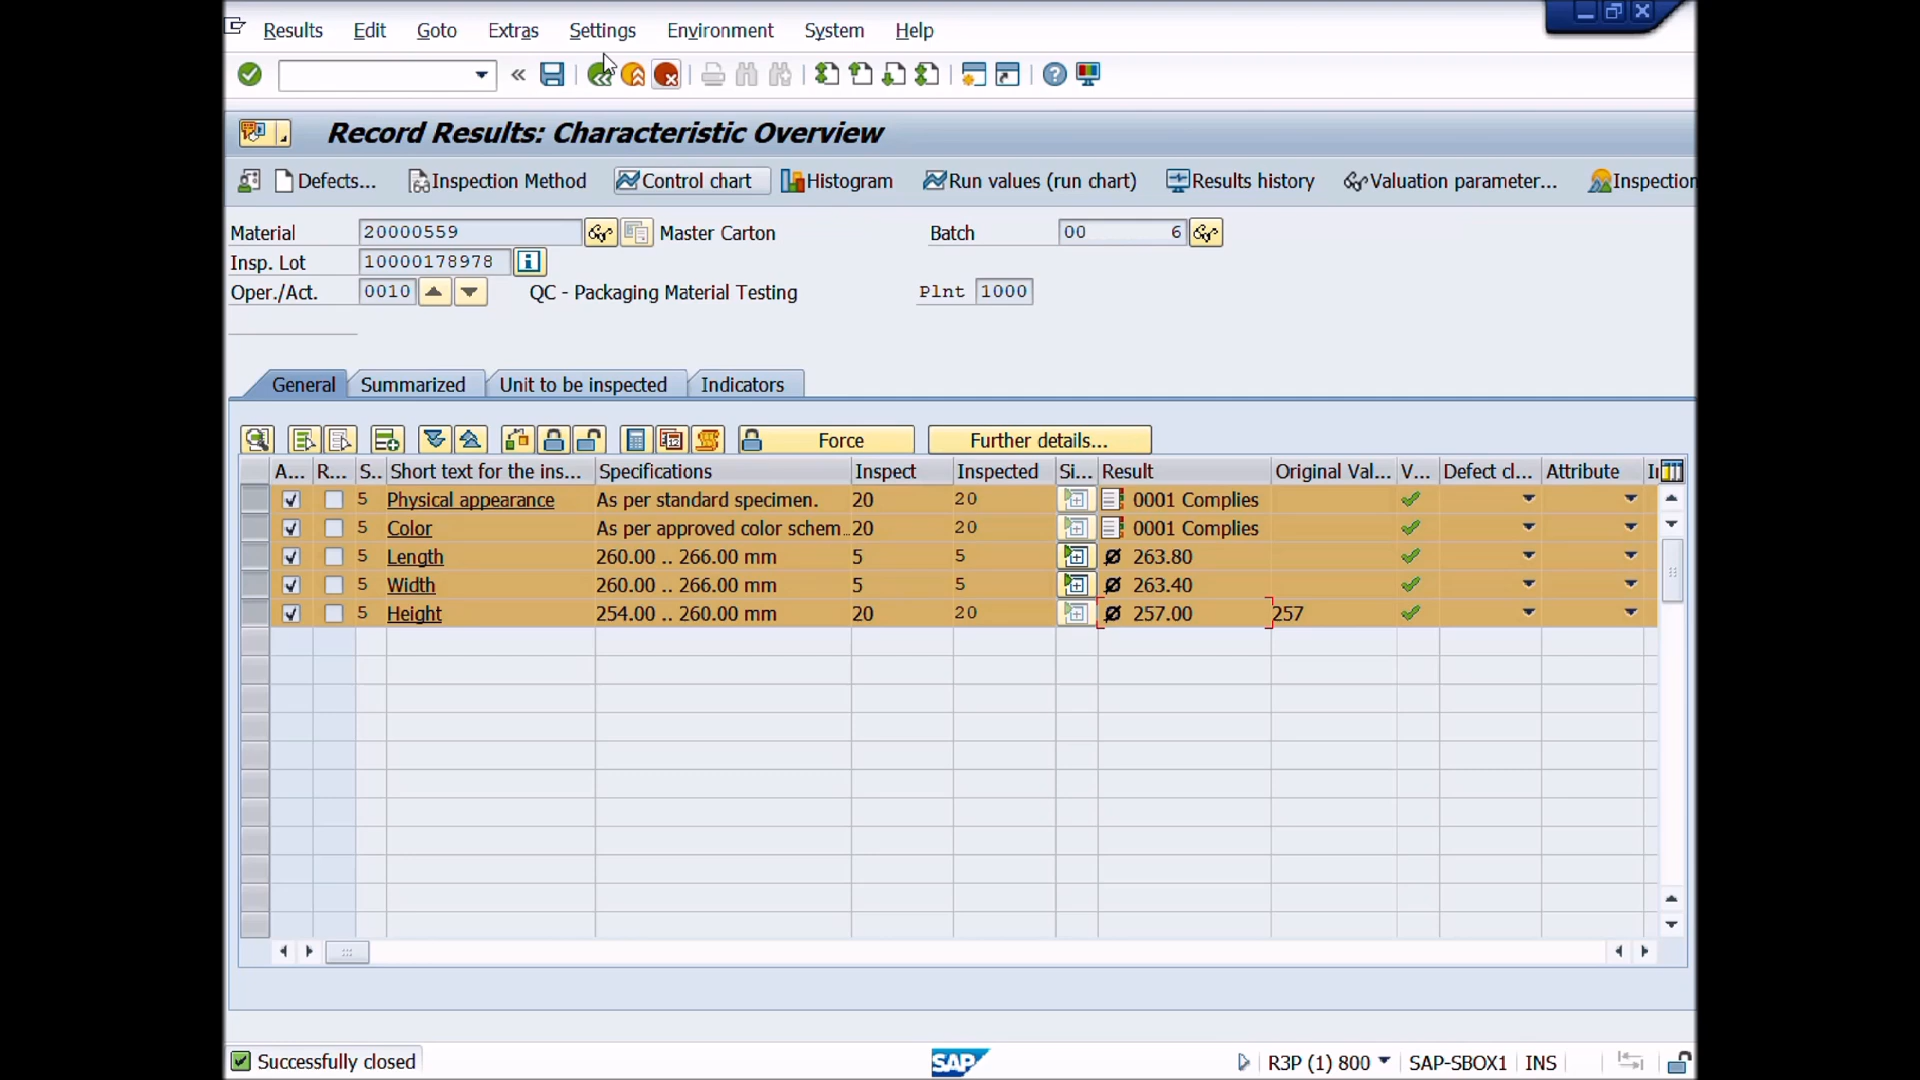 Results Edit Goto Extras Settings Environment System Help
Record Results: Characteristic Overview
Defects... Inspection Method Control chart Histogram Run values (run chart) Results history Valuation parameter... Inspection
Material 20000559 Master Carton Batch 00 6
Insp. Lot 10000178978
Oper./Act. 0010 QC - Packaging Material Testing Plnt 1000
General Summarized Unit to be inspected Indicators
Force Further details...
A... R... S.. Short text for the ins... Specifications Inspect Inspected Si... Result Original Val... V... Defect cl... Attribute
5 Physical appearance As per standard specimen. 20 20 0001 Complies
5 Color As per approved color schem.. 20 20 0001 Complies
5 Length 260.00 .. 266.00 mm 5 5 Ø 263.80
5 Width 260.00 .. 266.00 mm 5 5 Ø 263.40
5 Height 254.00 .. 260.00 mm 20 20 Ø 257.00 257
Successfully closed SAP R3P (1) 800 SAP-SBOX1 INS